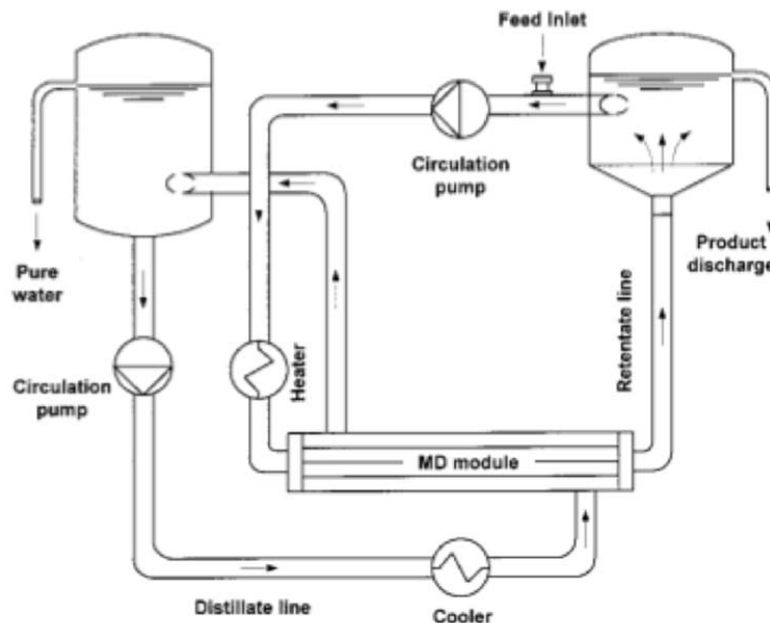 Feed Inlet
Circulation
pump
Pure
water
Product
discharge
Circulation
pump
Heater
Retentate line
MD module
Distillate line
Cooler